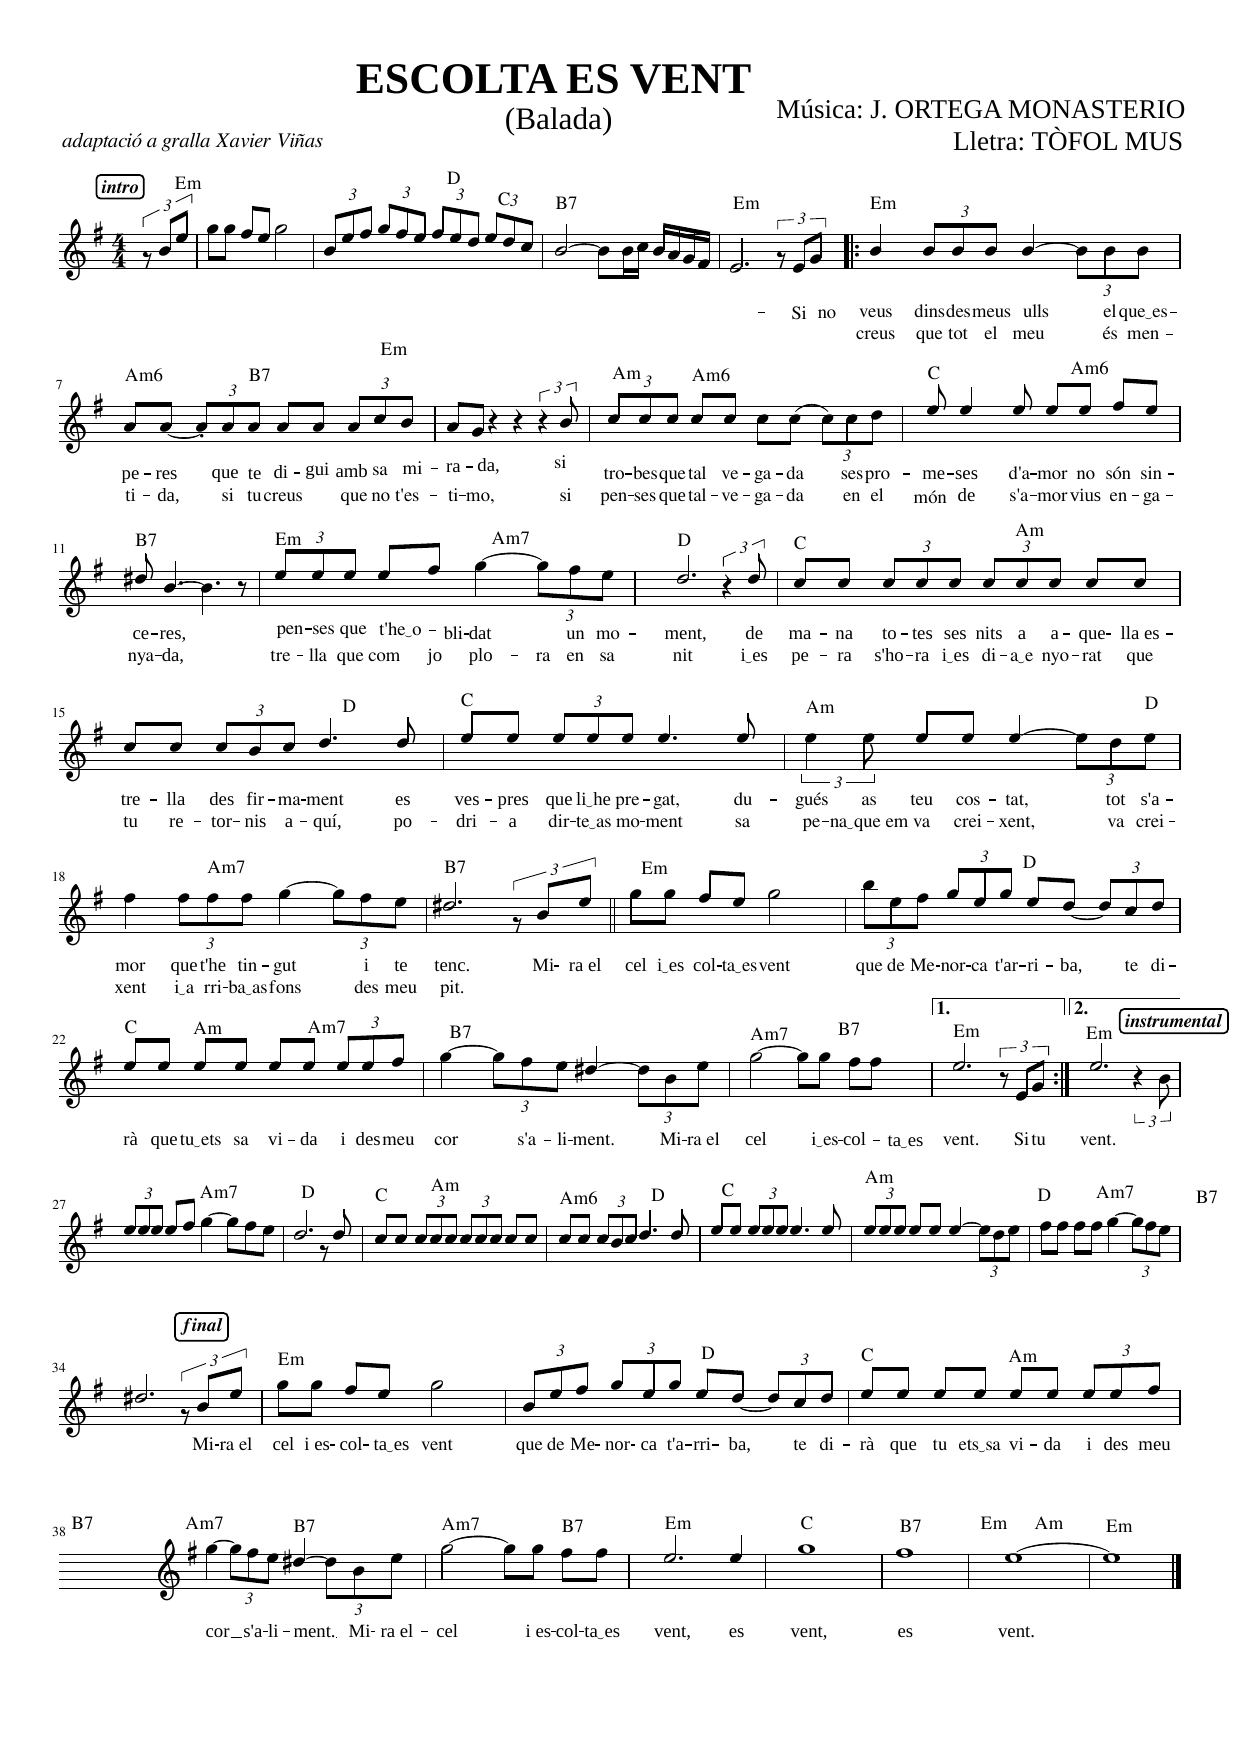 ESCOLTA ES VENT
(Balada)
Música: J. ORTEGA MONASTERIO
adaptació a gralla Xavier Viñas
Lletra: TÒFOL MUS
intro
Em D C B7 Em Em
3 3 3 3 3 3 3 3
4 4
– Si no veus dins des meus ulls el que_es –
creus que tot el meu és men –
7
Am6 B7 Em Am Am6 C Am6
3 3 3 3 3
pe – res que te di – gui amb sa mi – ra – da, si tro – bes que tal ve – ga – da ses pro – me – ses d'a – mor no són sin –
ti – da, si tu creus que no t'es – ti – mo, si pen – ses que tal – ve – ga – da en el món de s'a – mor vius en – ga –
11
B7 Em Am7 D C Am
3 3 3 3 3
ce – res, pen – ses que t'he_o – bli – dat un mo – ment, de ma – na to – tes ses nits a a – que – lla es –
nya – da, tre – lla que com jo plo – ra en sa nit i_es pe – ra s'ho – ra i_es di – a_e nyo – rat que
15
D C Am D
3 3 3 3
tre – lla des fir – ma – ment es ves – pres que li_he pre – gat, du – gués as teu cos – tat, tot s'a –
tu re – tor – nis a – quí, po – dri – a dir – te_as mo – ment sa pe – na_que em va crei – xent, va crei –
18
Am7 B7 Em D
3 3 3 3 3 3
mor que t'he tin – gut i te tenc. Mi- ra el cel i_es col – ta_es vent que de Me – nor – ca t'ar – ri – ba, te di –
xent i_a rri – ba_as fons des meu pit.
22
C Am Am7 B7 Am7 B7 1. Em 2. Em instrumental
3 3 3 3 3
rà que tu_ets sa vi – da i des meu cor s'a – li – ment. Mi – ra el cel i_es – col – ta_es vent. Si tu vent.
27
Am7 D C Am Am6 D C Am D Am7 B7
3 3 3 3 3 3 3 3
final
34
Em D C Am
3 3 3 3 3
Mi- ra el cel i es- col- ta_es vent que de Me- nor- ca t'a – rri – ba, te di – rà que tu ets_sa vi – da i des meu
38
B7 Am7 B7 Am7 B7 Em C B7 Em Am Em
3 3
cor_s'a – li – ment. Mi- ra el – cel i es – col – ta_es vent, es vent, es vent.